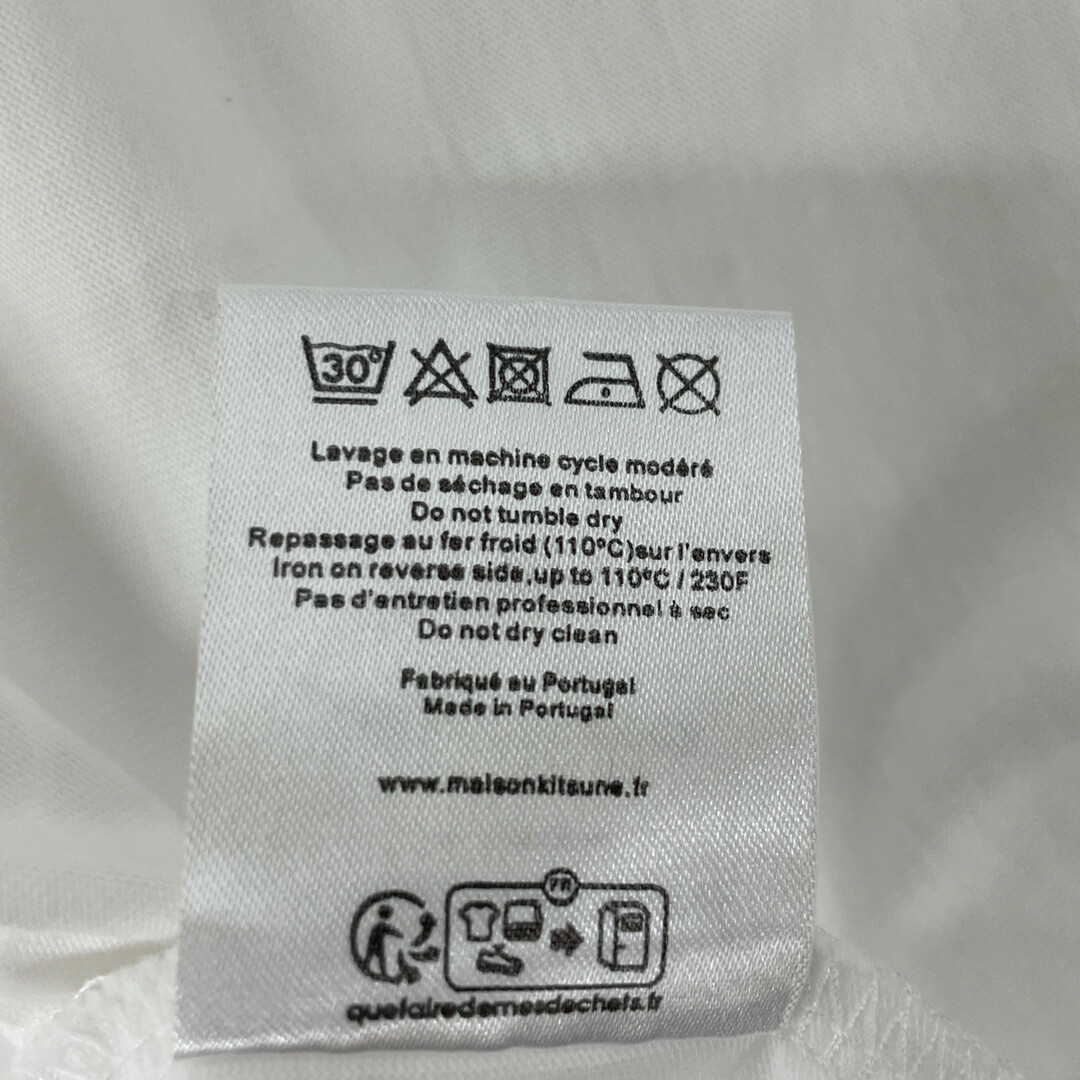 30°
Lavage en machine cycle modéré
Pas de séchage en tambour
Do not tumble dry
Repassage au fer froid (110°C)sur l'envers
Iron on reverse side,up to 110°C / 230F
Pas d'entretien professionnel à sec
Do not dry clean
Fabriqué au Portugal
Made in Portugal
www.maisonkitsune.fr
FR
quefairedemesdechets.fr